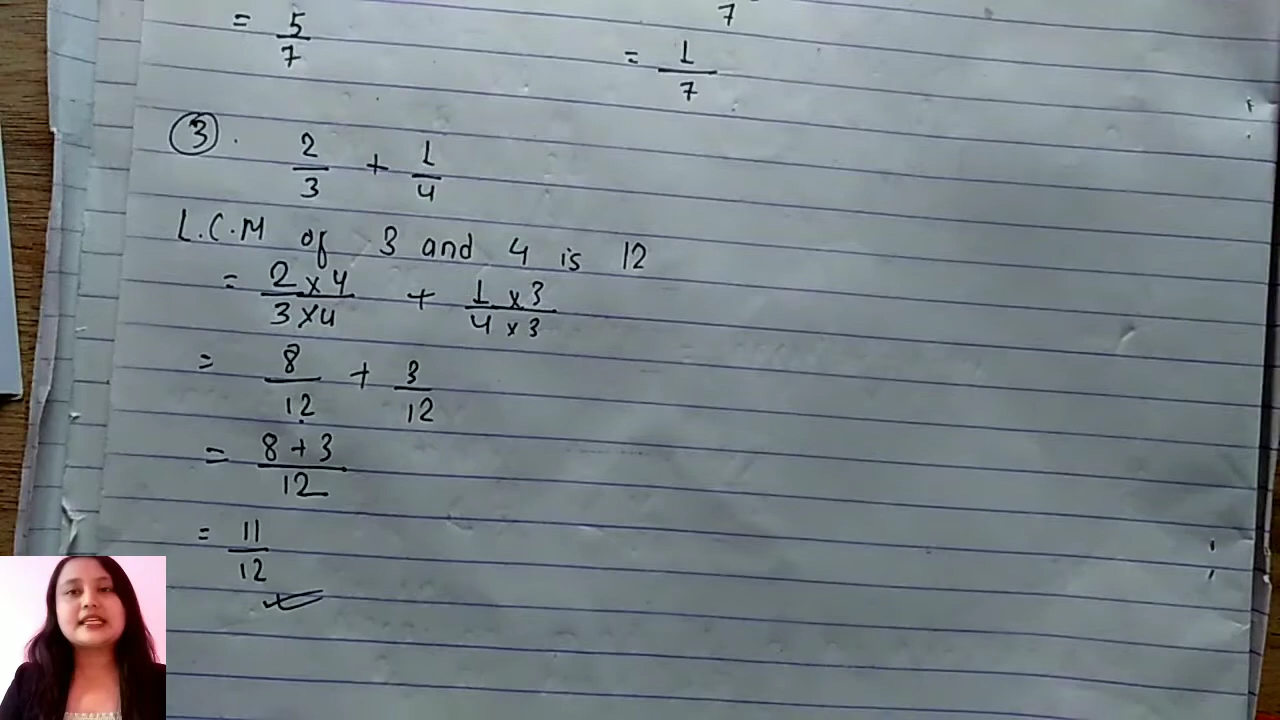 = 5/7
7
= 1/7
3. 2/3 + 1/4
L.C.M of 3 and 4 is 12
= 2 x 4/3 x 4 + 1 x 3/4 x 3
= 8/12 + 3/12
= 8 + 3/12
= 11/12